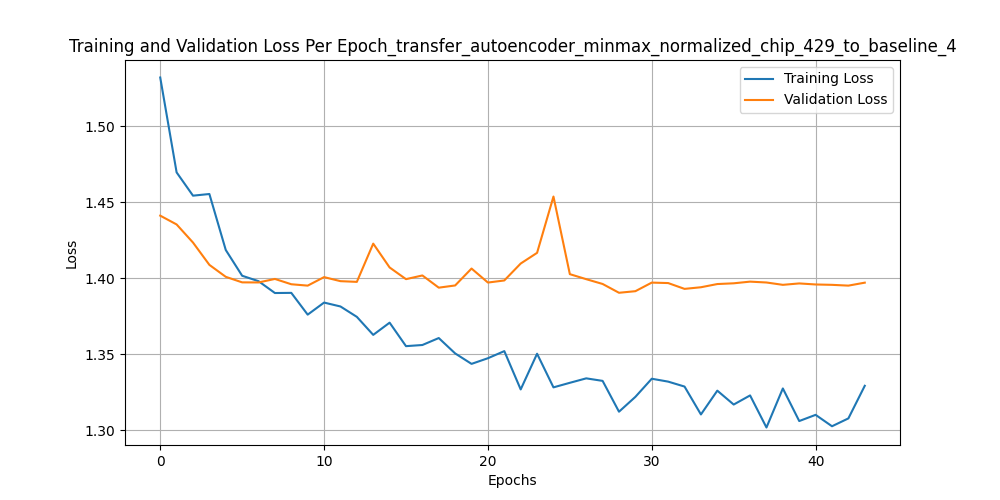 Training and Validation Loss Per Epoch_transfer_autoencoder_minmax_normalized_chip_429_to_baseline_4
Training Loss
Validation Loss
Loss
1.50
1.45
1.40
1.35
1.30
0 10 20 30 40
Epochs